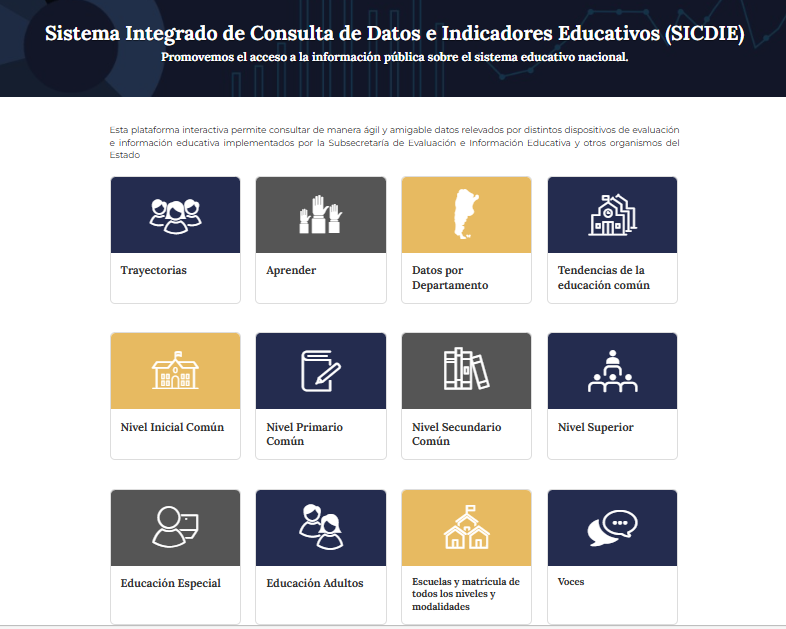 Sistema Integrado de Consulta de Datos e Indicadores Educativos (SICDIE)
Promovemos el acceso a la información pública sobre el sistema educativo nacional.
Esta plataforma interactiva permite consultar de manera ágil y amigable datos relevados por distintos dispositivos de evaluación
e información educativa implementados por la Subsecretaría de Evaluación e Información Educativa y otros organismos del
Estado
Trayectorias
Aprender
Datos por
Departamento
Tendencias de la
educación común
Nivel Inicial Común
Nivel Primario
Común
Nivel Secundario
Común
Nivel Superior
Educación Especial
Educación Adultos
Escuelas y matrícula de
todos los niveles y
modalidades
Voces